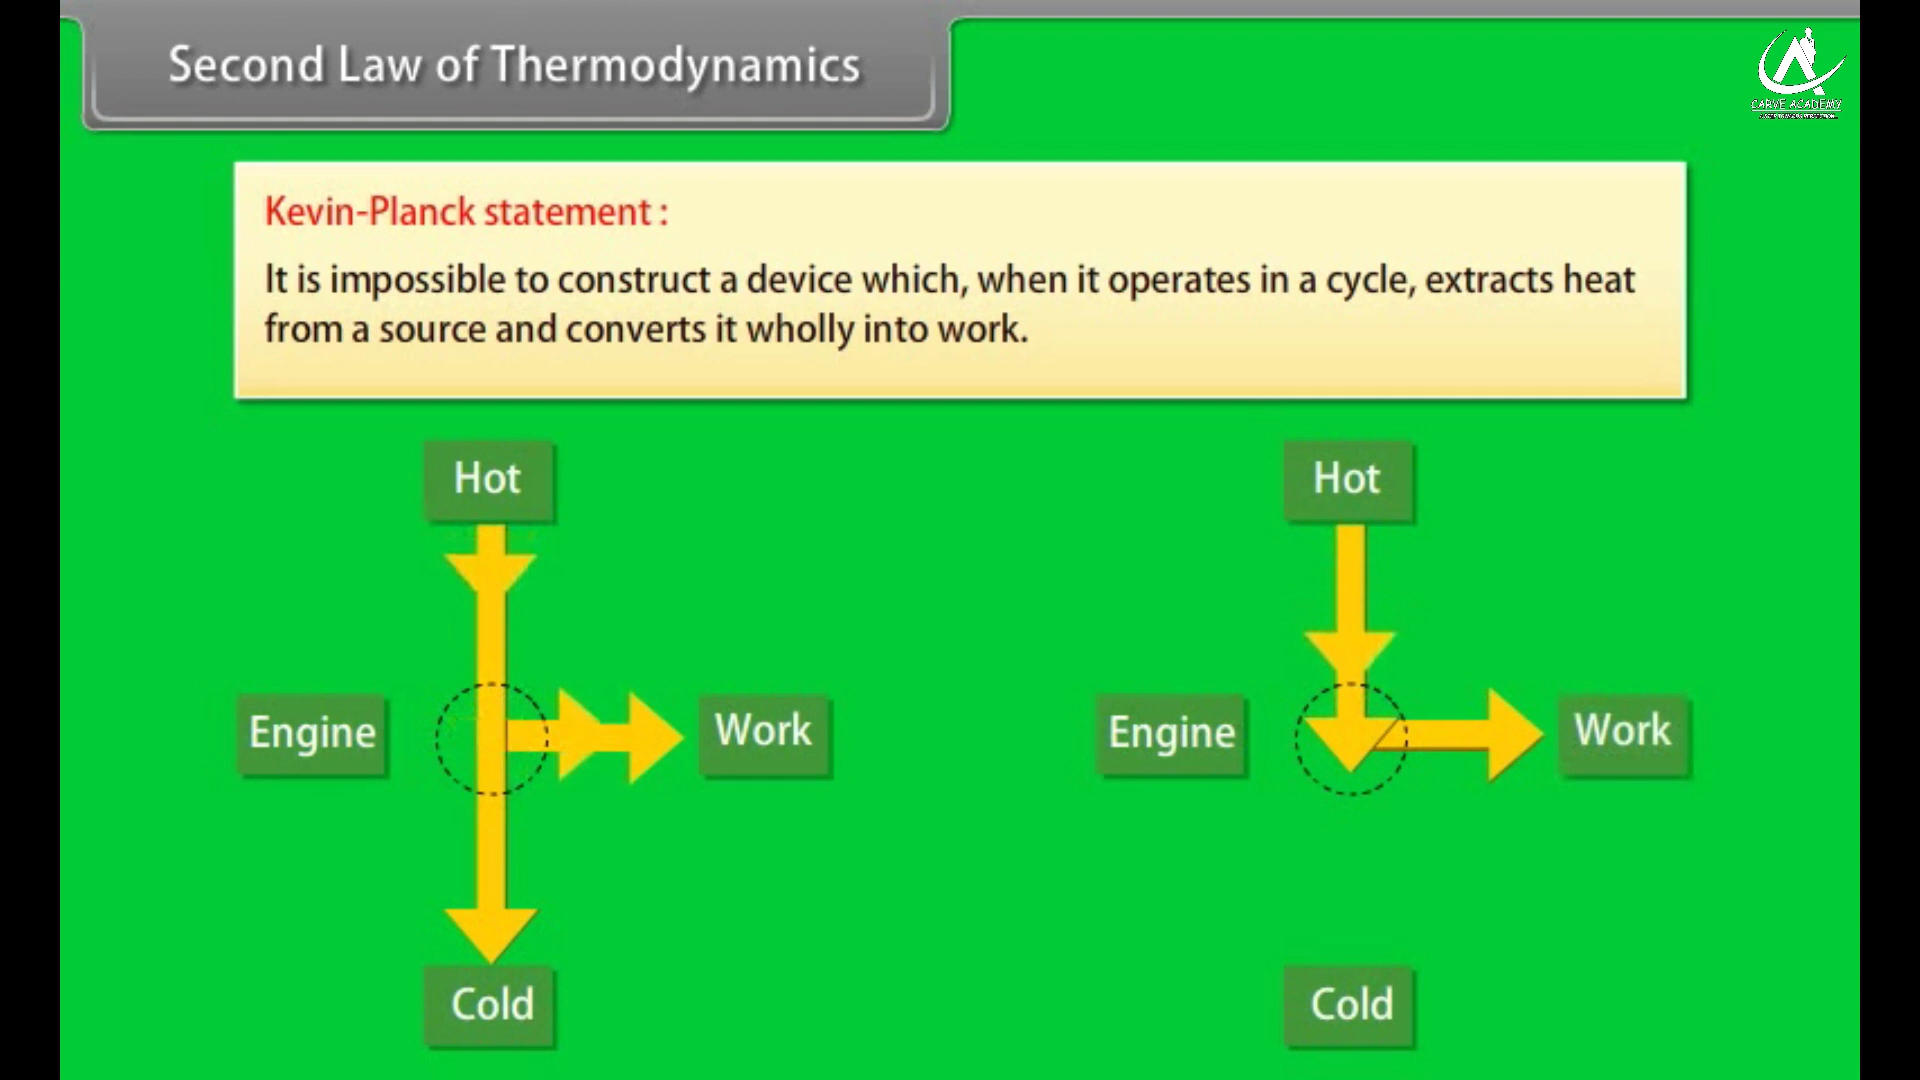 Second Law of Thermodynamics
CARVE ACADEMY
Kevin-Planck statement :
It is impossible to construct a device which, when it operates in a cycle, extracts heat
from a source and converts it wholly into work.
Hot
Hot
Engine
Work
Engine
Work
Cold
Cold